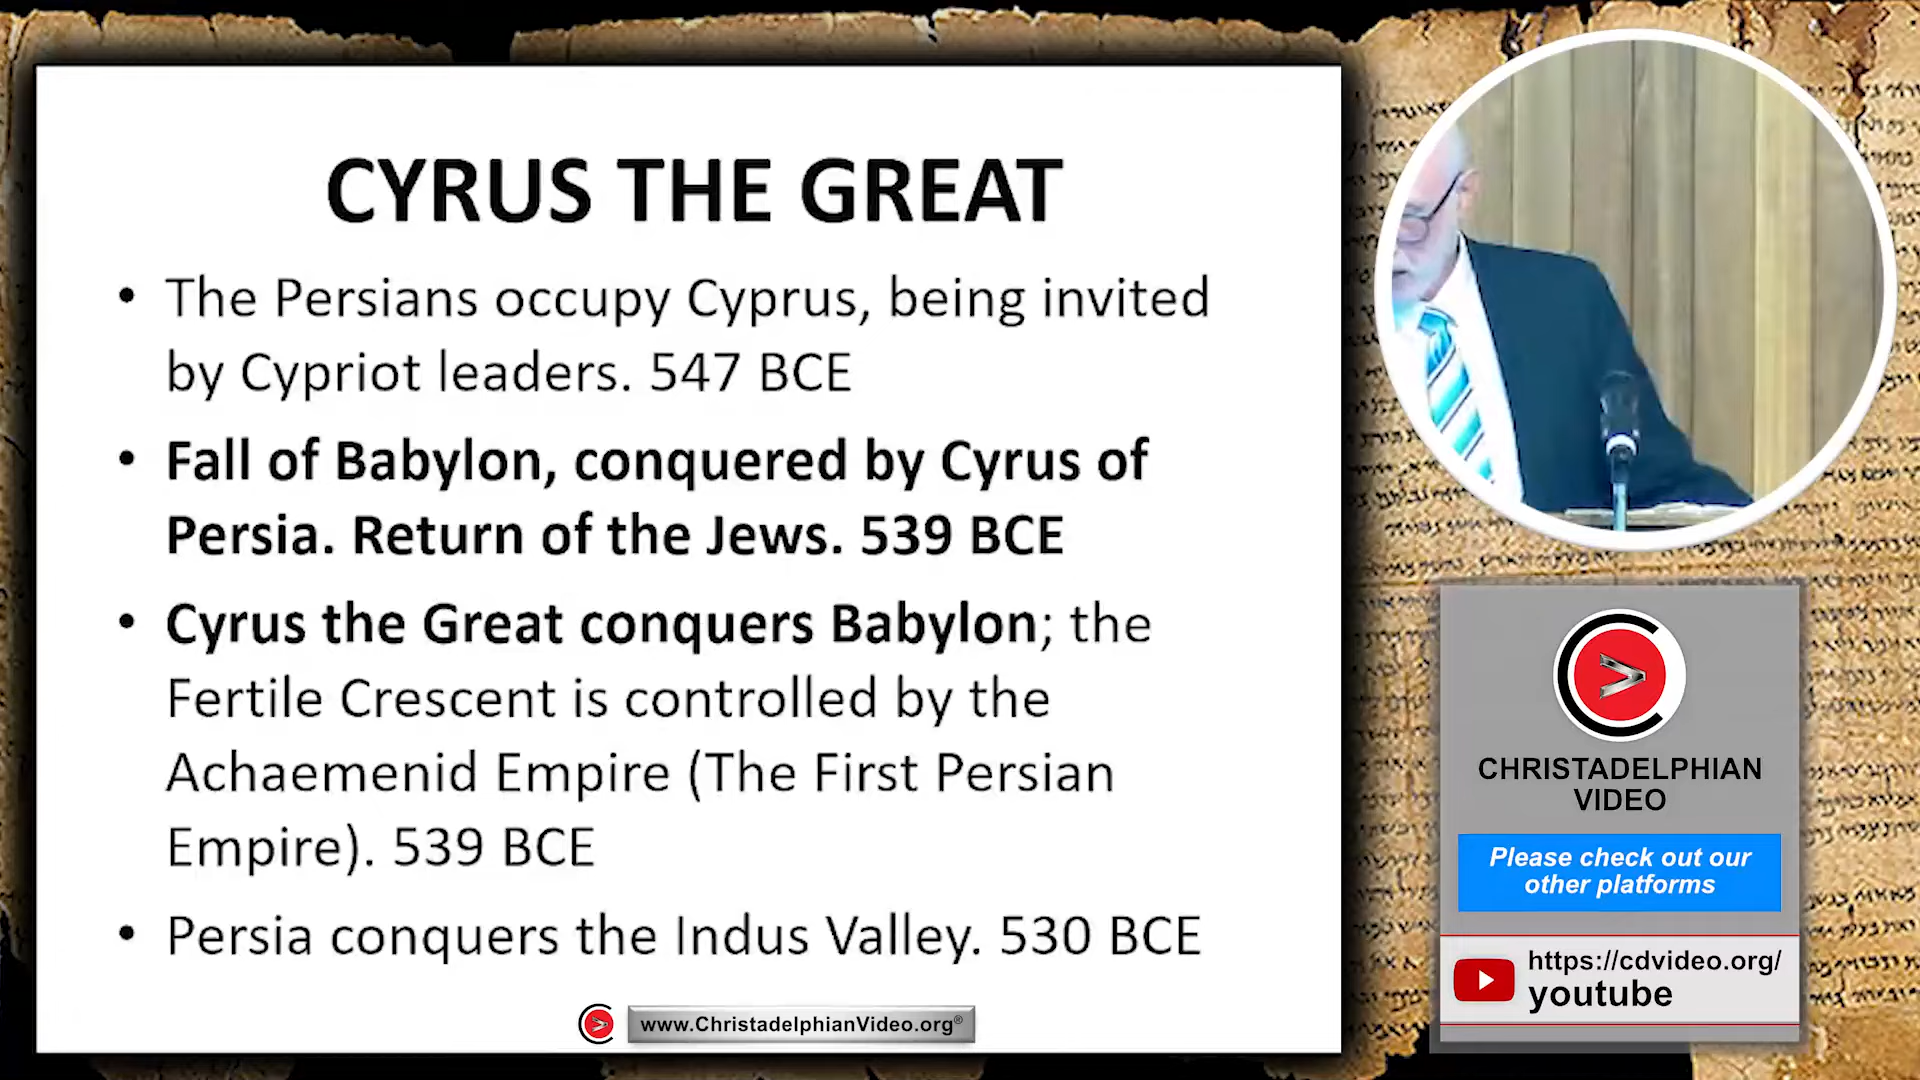 CYRUS THE GREAT
• The Persians occupy Cyprus, being invited
by Cypriot leaders. 547 BCE
• Fall of Babylon, conquered by Cyrus of
Persia. Return of the Jews. 539 BCE
• Cyrus the Great conquers Babylon; the
Fertile Crescent is controlled by the
Achaemenid Empire (The First Persian
Empire). 539 BCE
• Persia conquers the Indus Valley. 530 BCE
www.ChristadelphianVideo.org®
CHRISTADELPHIAN
VIDEO
Please check out our
other platforms
https://cdvideo.org/
youtube